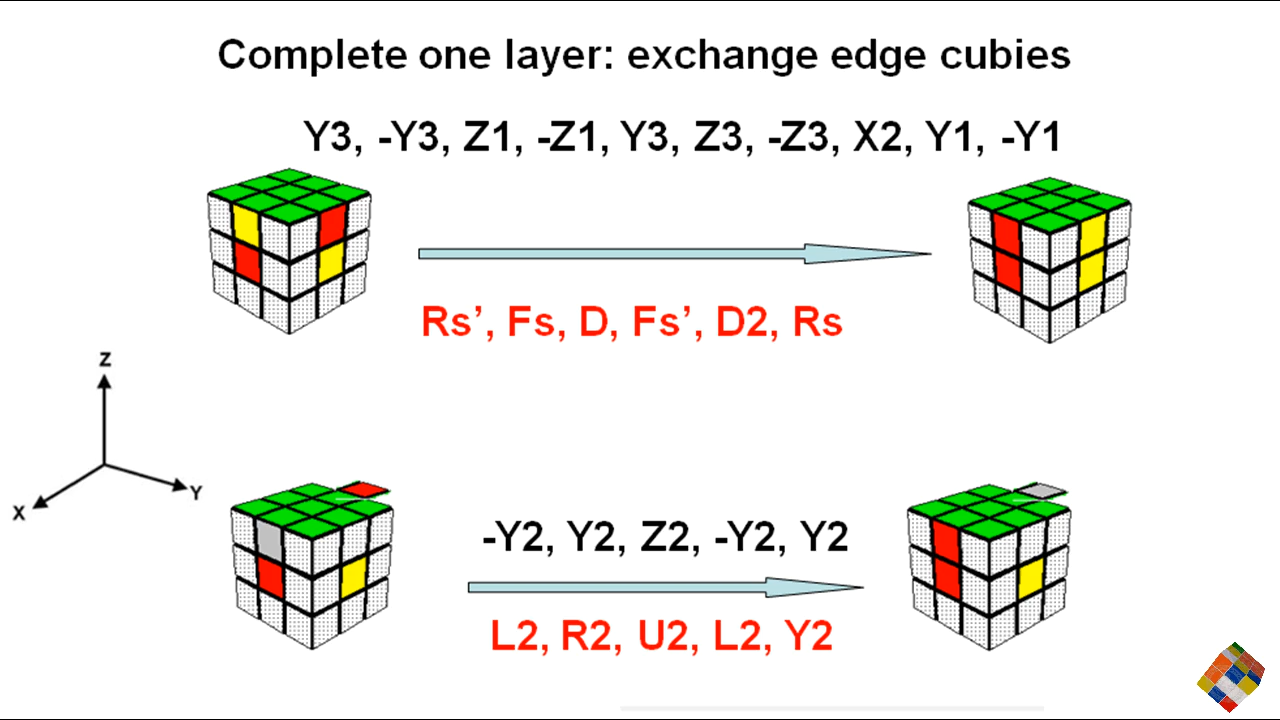 Complete one layer: exchange edge cubies
Y3, -Y3, Z1, -Z1, Y3, Z3, -Z3, X2, Y1, -Y1
Rs’, Fs, D, Fs’, D2, Rs
Z
Y
X
-Y2, Y2, Z2, -Y2, Y2
L2, R2, U2, L2, Y2